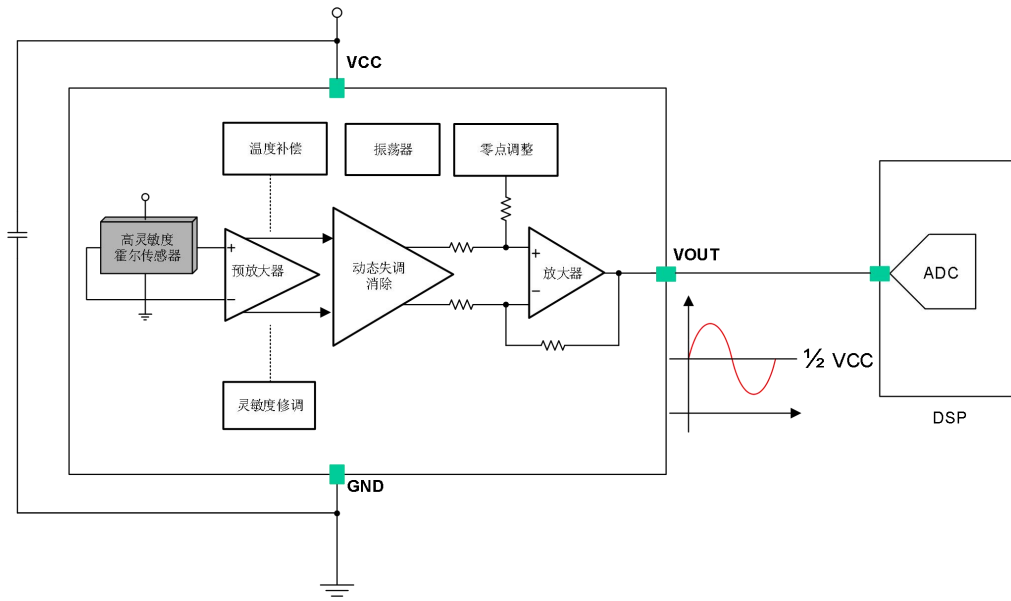 VCC
温度补偿
振荡器
零点调整
高灵敏度
霍尔传感器
+
−
预放大器
动态失调
消除
+
−
放大器
VOUT
ADC
½ VCC
灵敏度修调
DSP
GND